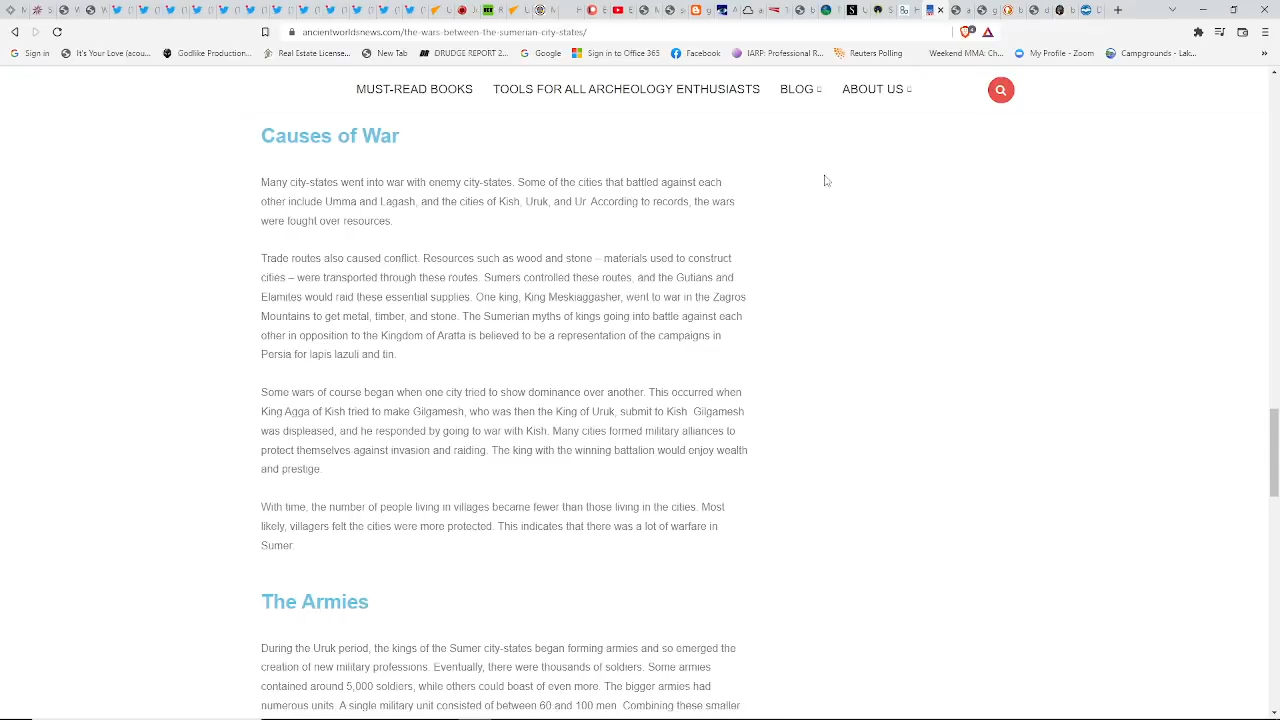 ancientworldsnews.com/the-wars-between-the-sumerian-city-states/
Sign in
It's Your Love (acou...
Godlike Production...
Real Estate License...
New Tab
DRUDGE REPORT 2...
Google
Sign in to Office 365
Facebook
IARP: Professional R...
Reuters Polling
Weekend MMA: Ch...
My Profile - Zoom
Campgrounds - Lak...
MUST-READ BOOKS
TOOLS FOR ALL ARCHEOLOGY ENTHUSIASTS
BLOG
ABOUT US
Causes of War
Many city-states went into war with enemy city-states. Some of the cities that battled against each
other include Umma and Lagash, and the cities of Kish, Uruk, and Ur. According to records, the wars
were fought over resources.
Trade routes also caused conflict. Resources such as wood and stone – materials used to construct
cities – were transported through these routes. Sumers controlled these routes, and the Gutians and
Elamites would raid these essential supplies. One king, King Meskiaggasher, went to war in the Zagros
Mountains to get metal, timber, and stone. The Sumerian myths of kings going into battle against each
other in opposition to the Kingdom of Aratta is believed to be a representation of the campaigns in
Persia for lapis lazuli and tin.
Some wars of course began when one city tried to show dominance over another. This occurred when
King Agga of Kish tried to make Gilgamesh, who was then the King of Uruk, submit to Kish. Gilgamesh
was displeased, and he responded by going to war with Kish. Many cities formed military alliances to
protect themselves against invasion and raiding. The king with the winning battalion would enjoy wealth
and prestige.
With time, the number of people living in villages became fewer than those living in the cities. Most
likely, villagers felt the cities were more protected. This indicates that there was a lot of warfare in
Sumer.
The Armies
During the Uruk period, the kings of the Sumer city-states began forming armies and so emerged the
creation of new military professions. Eventually, there were thousands of soldiers. Some armies
contained around 5,000 soldiers, while others could boast of even more. The bigger armies had
numerous units. A single military unit consisted of between 60 and 100 men. Combining these smaller